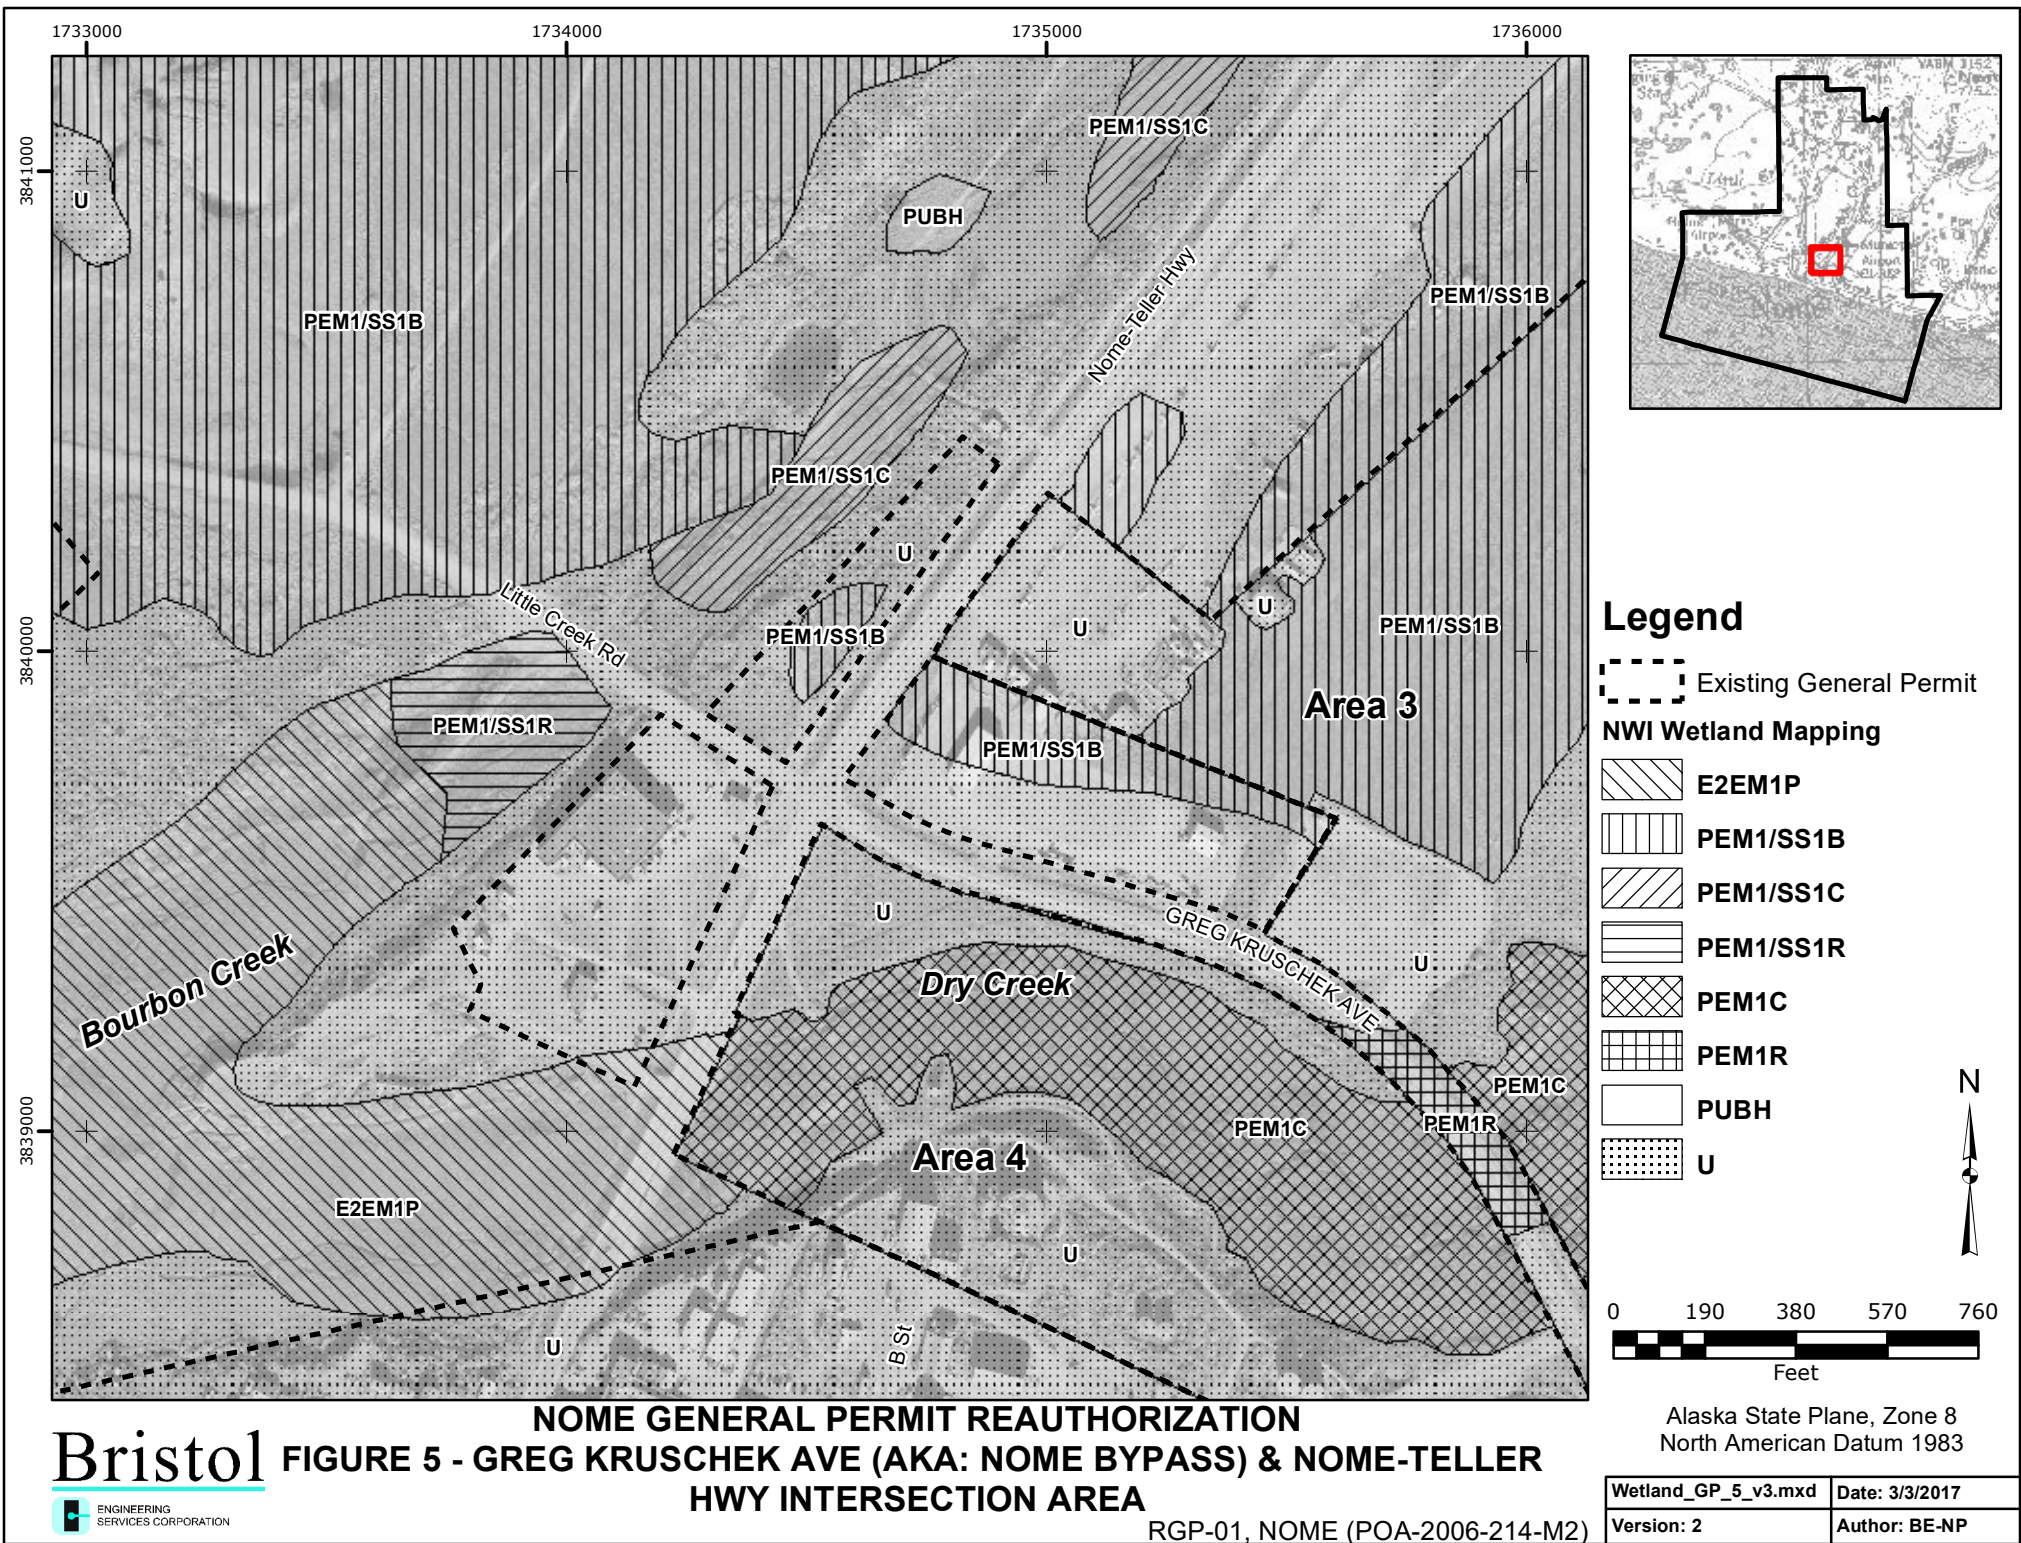 1733000
1734000
1735000
1736000
3841000
3840000
3839000
PEM1/SS1C
U
PUBH
Nome-Teller Hwy
PEM1/SS1B
PEM1/SS1B
PEM1/SS1C
U
U
Little Creek Rd
PEM1/SS1B
U
PEM1/SS1B
Area 3
PEM1/SS1R
PEM1/SS1B
U
GREG KRUSCHEK AVE
U
Bourbon Creek
Dry Creek
PEM1C
PEM1C
PEM1R
Area 4
E2EM1P
U
U
B St
Nome
Legend
Existing General Permit
NWI Wetland Mapping
E2EM1P
PEM1/SS1B
PEM1/SS1C
PEM1/SS1R
PEM1C
PEM1R
PUBH
U
N
0 190 380 570 760
Feet
Alaska State Plane, Zone 8
North American Datum 1983
Bristol
ENGINEERING
SERVICES CORPORATION
NOME GENERAL PERMIT REAUTHORIZATION
FIGURE 5 - GREG KRUSCHEK AVE (AKA: NOME BYPASS) & NOME-TELLER
HWY INTERSECTION AREA
RGP-01, NOME (POA-2006-214-M2)
Wetland_GP_5_v3.mxd
Date: 3/3/2017
Version: 2
Author: BE-NP